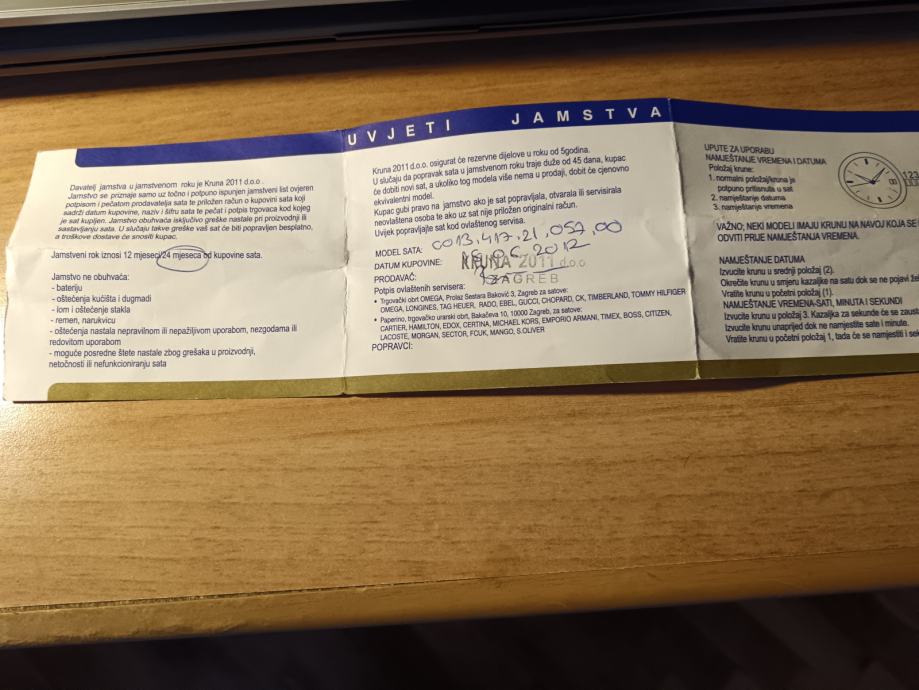 UVJETI JAMSTVA
Davatelj jamstva u jamstvenom roku je Kruna 2011 d.o.o .
Jamstvo se priznaje samo uz točno i potpuno ispunjen jamstveni list ovjeren
potpisom i pečatom prodavatelja sata te priložen račun o kupovini sata koji
sadrži datum kupovine, naziv i šifru sata te pečat i potpis trgovaca kod kojeg
je sat kupljen. Jamstvo obuhvaća isključivo greške nastale pri proizvodnji ili
sastavljanju sata. U slučaju takve greške vaš sat će biti popravljen besplatno,
a troškove dostave će snositi kupac.
Jamstveni rok iznosi 12 mjeseci/24 mjeseca od kupovine sata.
Jamstvo ne obuhvaća:
- bateriju
- oštećenja kućišta i dugmadi
- lom i oštećenje stakla
- remen, narukvicu
- oštećenja nastala nepravilnom ili nepažljivom uporabom, nezgodama ili
redovitom uporabom
- moguće posredne štete nastale zbog grešaka u proizvodnji,
netočnosti ili nefunkcioniranju sata
Kruna 2011 d.o.o. osigurat će rezervne dijelove u roku od 5godina.
U slučaju da popravak sata u jamstvenom roku traje duže od 45 dana, kupac
će dobiti novi sat, a ukoliko tog modela više nema u prodaji, dobit će cjenovno
ekvivalentni model.
Kupac gubi pravo na jamstvo ako je sat popravljala, otvarala ili servisirala
neovlaštena osoba te ako uz sat nije priložen originalni račun.
Uvijek popravljajte sat kod ovlaštenog servisa.
MODEL SATA: C013.417.21.057.00
DATUM KUPOVINE: 2012
PRODAVAČ: KRUNA 2011 d.o.o
ZAGREB
Potpis ovlaštenih servisera:
• Trgovački obrt OMEGA, Prolaz Sestara Baković 3, Zagreb za satove:
OMEGA, LONGINES, TAG HEUER, RADO, EBEL, GUCCI, CHOPARD, CK, TIMBERLAND, TOMMY HILFIGER
• Paperino, trgovačko urarski obrt, Bakačeva 10, 10000 Zagreb, za satove:
CARTIER, HAMILTON, EDOX, CERTINA, MICHAEL KORS, EMPORIO ARMANI, TIMEX, BOSS, CITIZEN,
LACOSTE, MORGAN, SECTOR, FCUK, MANGO, S.OLIVER
POPRAVCI:
UPUTE ZA UPORABU
NAMJEŠTANJE VREMENA I DATUMA
Položaj krune:
1. normalni položaj/kruna je
potpuno pritisnuta u sat
2. namještanje datuma
3. namještanje vremena
123
VAŽNO; NEKI MODELI IMAJU KRUNU NA NAVOJ KOJA SE
ODVITI PRIJE NAMJEŠTANJA VREMENA.
NAMJEŠTANJE DATUMA
Izvucite krunu u srednji položaj (2).
Okrećite krunu u smjeru kazaljke na satu dok se ne pojavi
Vratite krunu u početni položaj (1).
NAMJEŠTANJE VREMENA-SATI, MINUTA I SEKUNDI
Izvucite krunu u položaj 3. Kazaljka za sekunde će se
Izvucite krunu unaprijed dok ne namjestite sate i minute.
Vratite krunu u početni položaj 1, tada će se namjestiti i